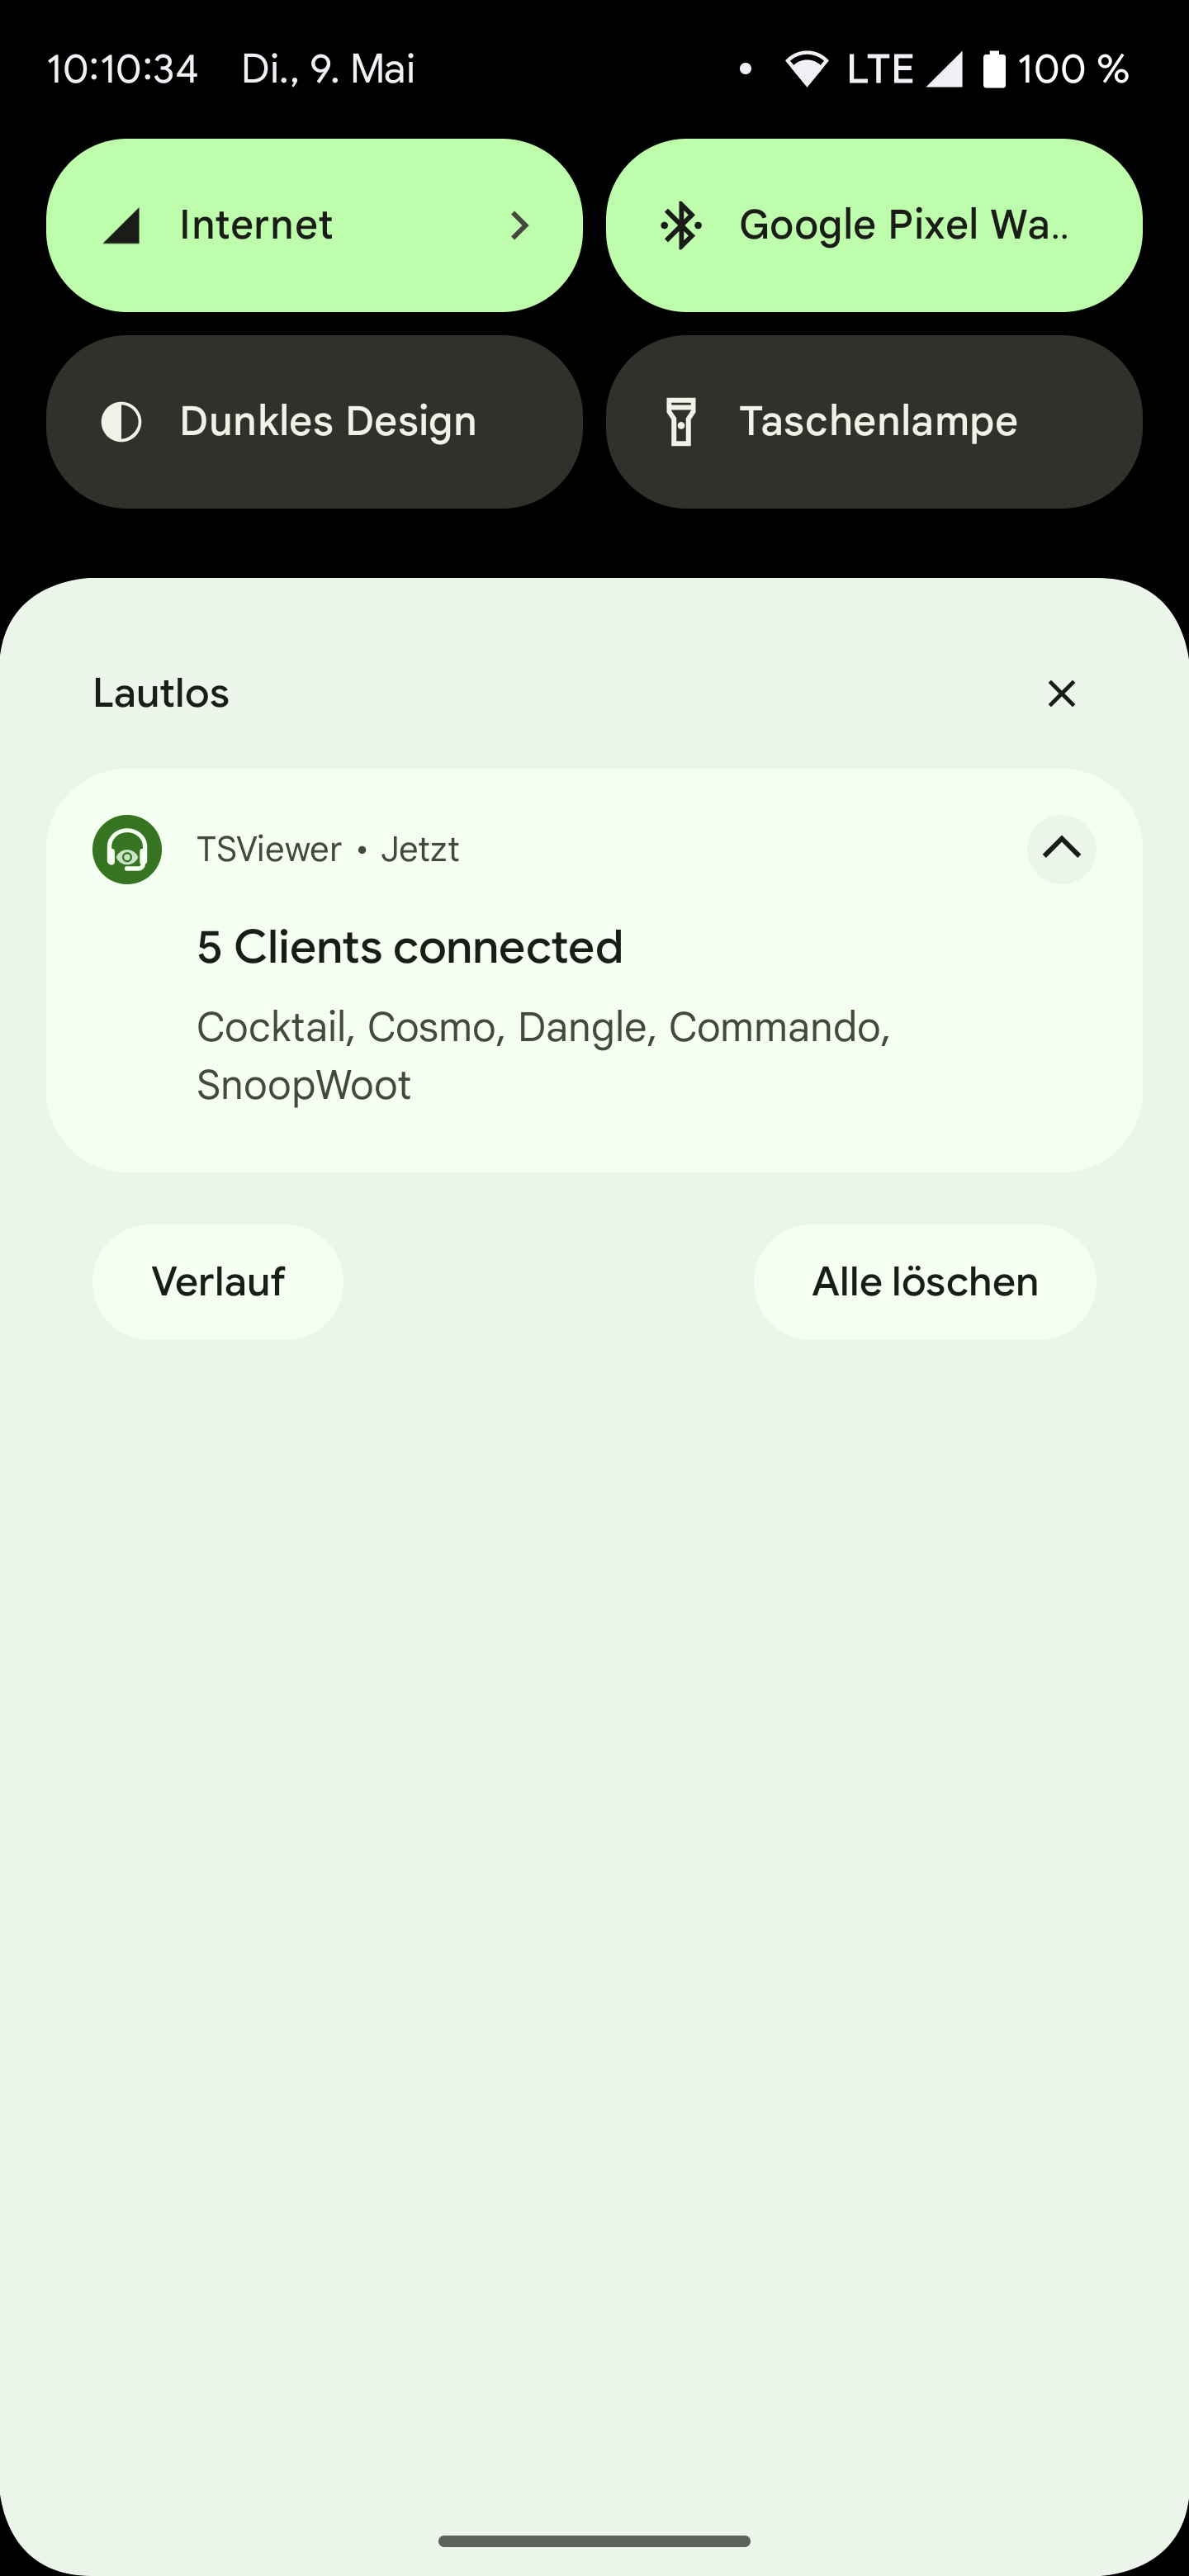 10:10:34 Di., 9. Mai LTE 100 %
Internet Google Pixel Wa..
Dunkles Design Taschenlampe
Lautlos
TSViewer • Jetzt
5 Clients connected
Cocktail, Cosmo, Dangle, Commando,
SnoopWoot
Verlauf Alle löschen